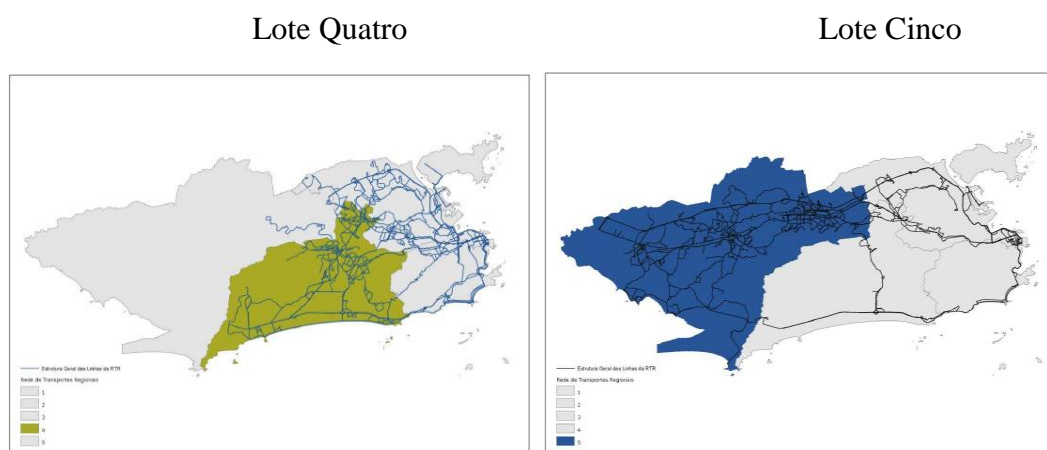 Lote Quatro
Lote Cinco
Estrutura Geral das Linhas da RTR
Rede de Transportes Regionais
1
2
3
4
5
Estrutura Geral das Linhas da RTR
Rede de Transportes Regionais
1
2
3
4
5